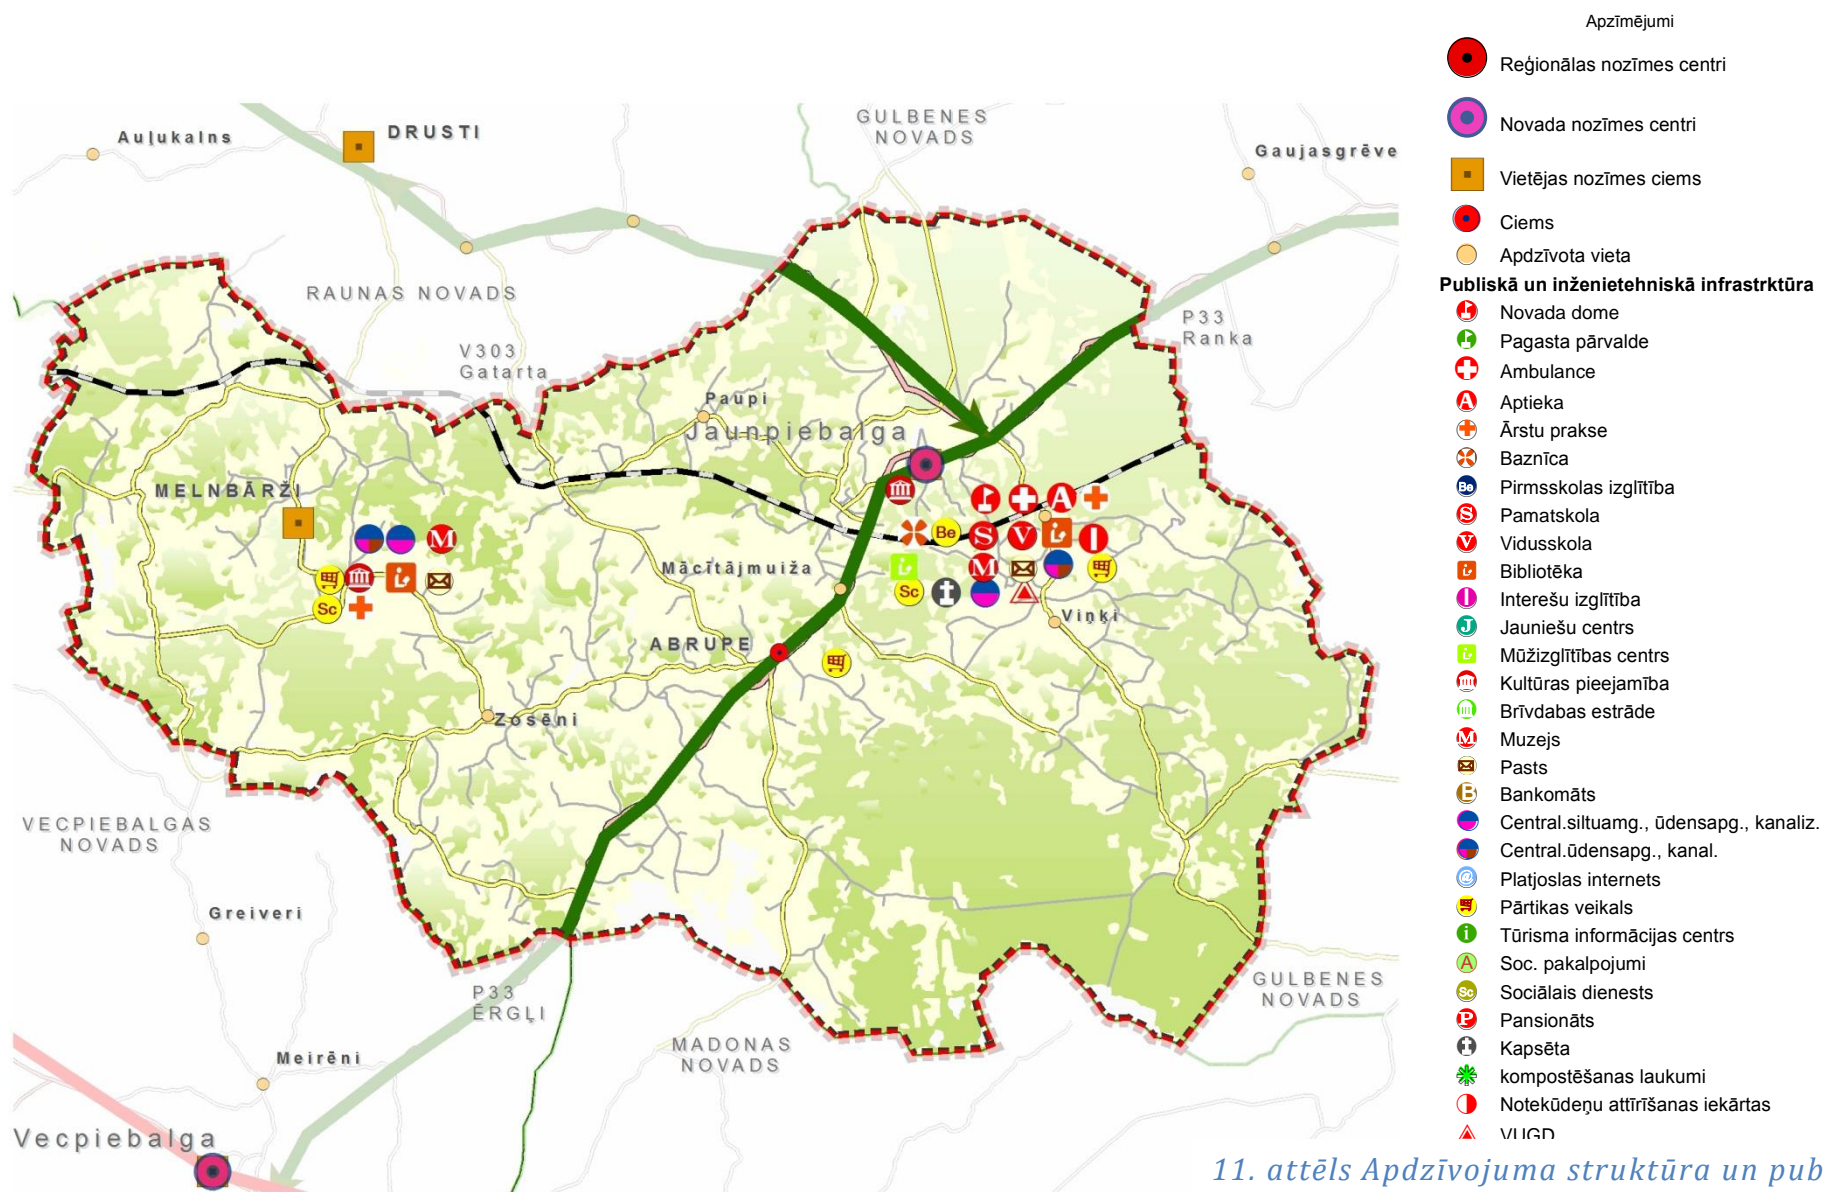 Apzīmējumi
Reģionālas nozīmes centri
Novada nozīmes centri
Vietējas nozīmes ciems
Ciems
Apdzīvota vieta
Publiskā un inženietehniskā infrastrktūra
Novada dome
Pagasta pārvalde
Ambulance
Aptieka
Ārstu prakse
Baznīca
Pirmsskolas izglītība
Pamatskola
Vidusskola
Bibliotēka
Interešu izglītība
Jauniešu centrs
Mūžizglītības centrs
Kultūras pieejamība
Brīvdabas estrāde
Muzejs
Pasts
Bankomāts
Central.siltuamg., ūdensapg., kanaliz.
Central.ūdensapg., kanal.
Platjoslas internets
Pārtikas veikals
Tūrisma informācijas centrs
Soc. pakalpojumi
Sociālais dienests
Pansionāts
Kapsēta
kompostēšanas laukumi
Notekūdeņu attīrīšanas iekārtas
VUGD
Auļukalns
DRUSTI
GULBENES
NOVADS
Gaujasgrēve
RAUNAS NOVADS
V303
Gatarta
P33
Ranka
Paupi
Jaunpiebalga
MELNBĀRŽI
A
Be
S
V
I
M
M
Sc
Sc
Mācītājmuiža
Viņķi
ABRUPE
Zosēni
VECPIEBALGAS
NOVADS
Greiveri
P33
ĒRGĻI
GULBENES
NOVADS
MADONAS
NOVADS
Meirēni
Vecpiebalga
11. attēls Apdzīvojuma struktūra un pub